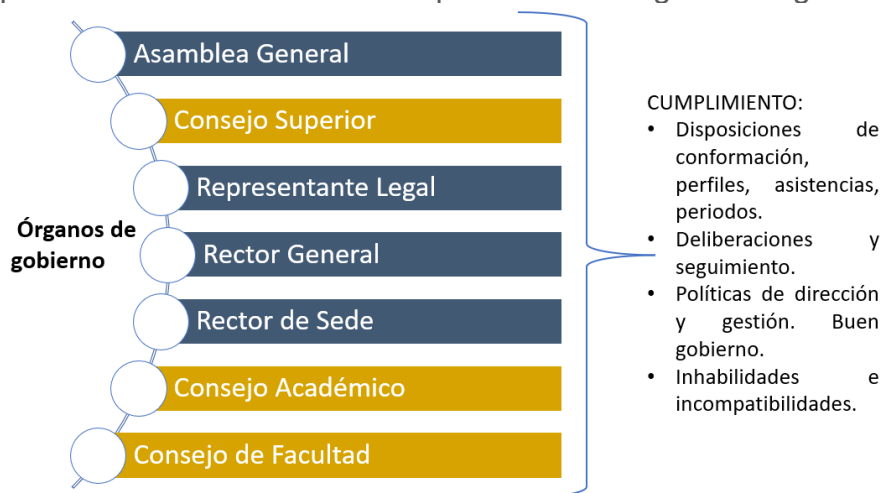 Asamblea General
Consejo Superior
Representante Legal
Órganos de
gobierno
Rector General
Rector de Sede
Consejo Académico
Consejo de Facultad
CUMPLIMIENTO:
• Disposiciones de
conformación,
perfiles, asistencias,
periodos.
• Deliberaciones y
seguimiento.
• Políticas de dirección
y gestión. Buen
gobierno.
• Inhabilidades e
incompatibilidades.